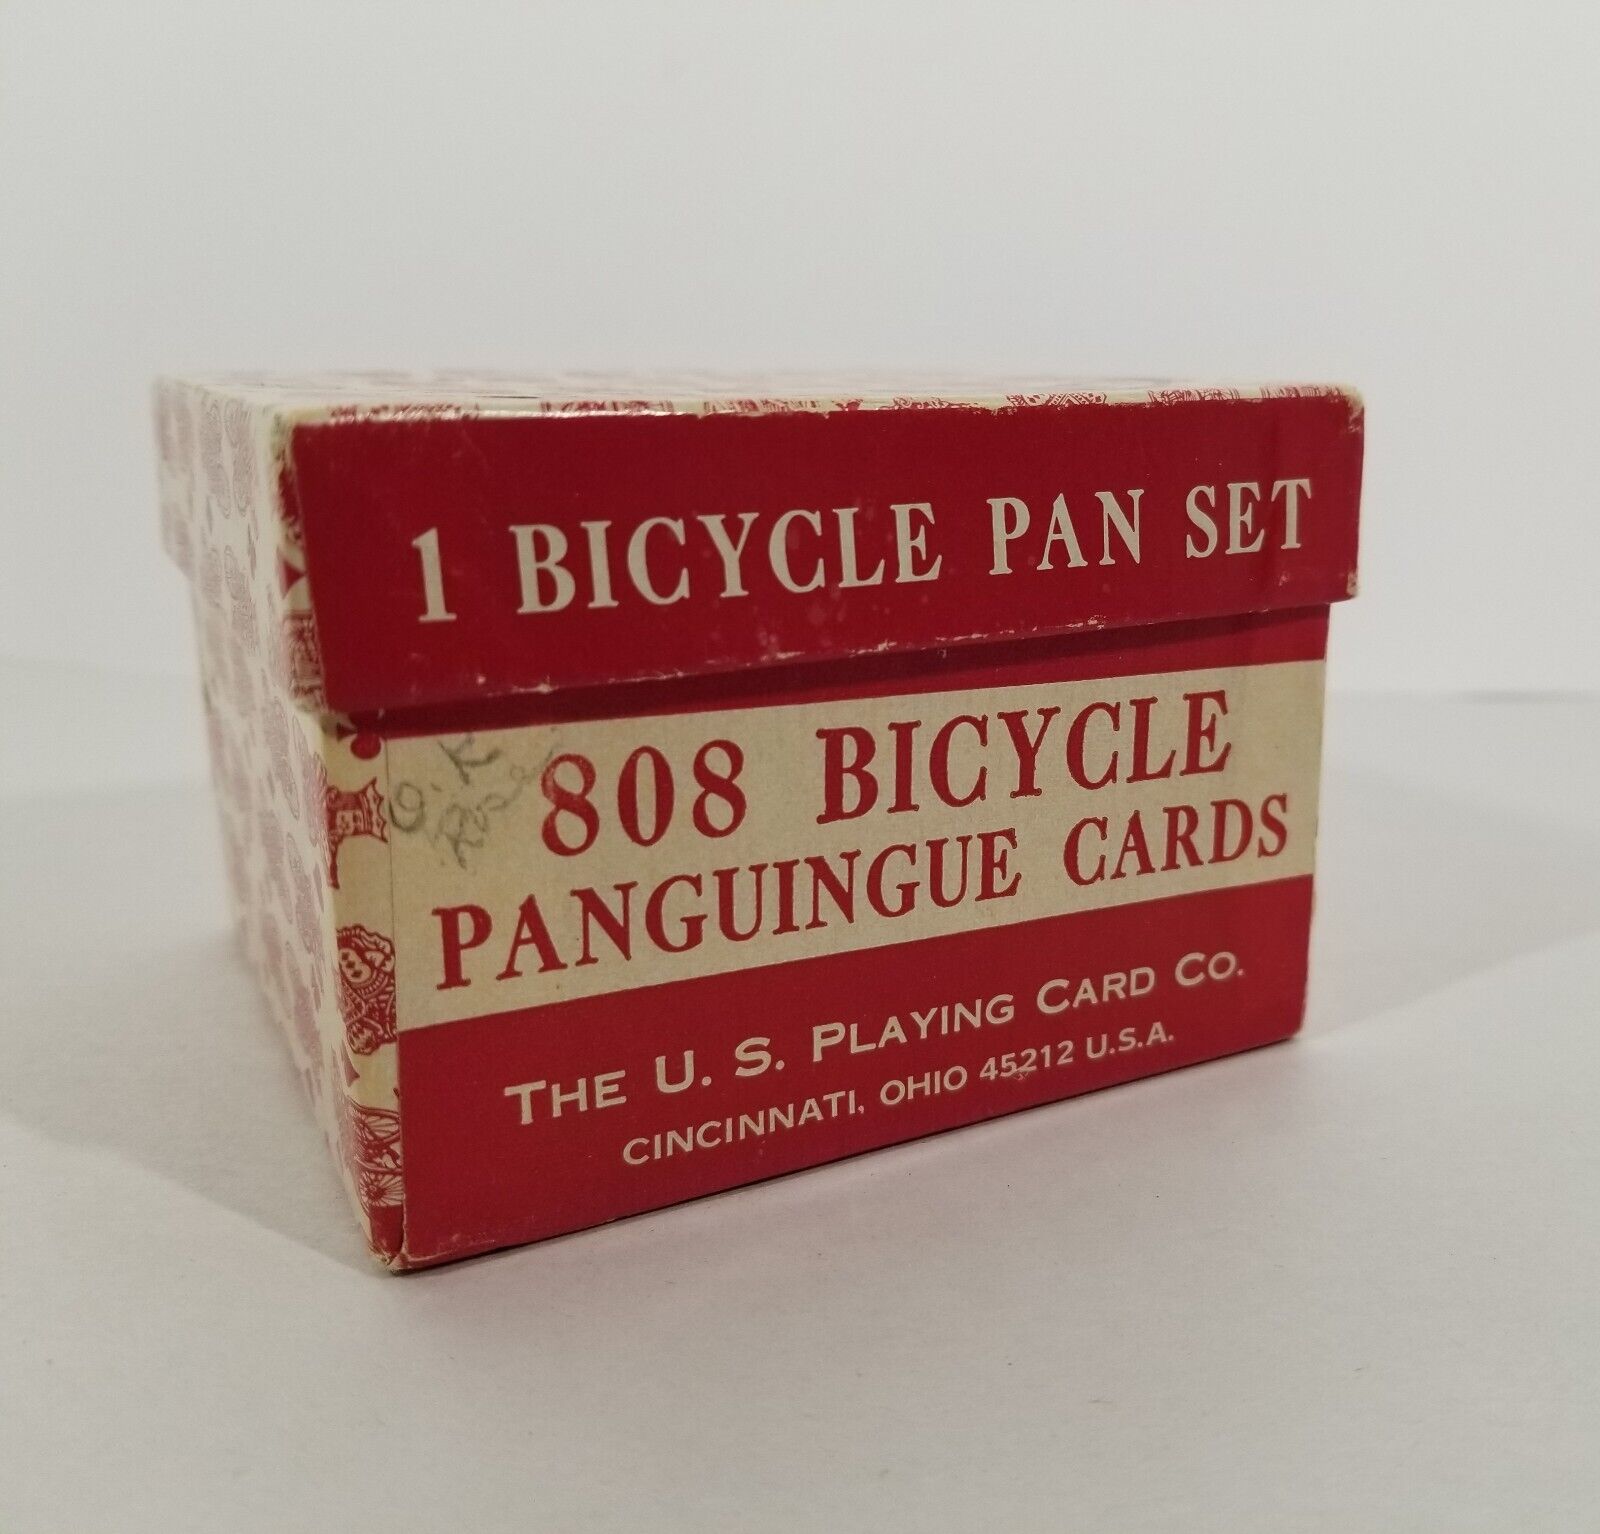 1 BICYCLE PAN SET
808 BICYCLE
PANGUINGUE CARDS
THE U. S. PLAYING CARD CO.
CINCINNATI, OHIO 45212 U.S.A.
O.K.